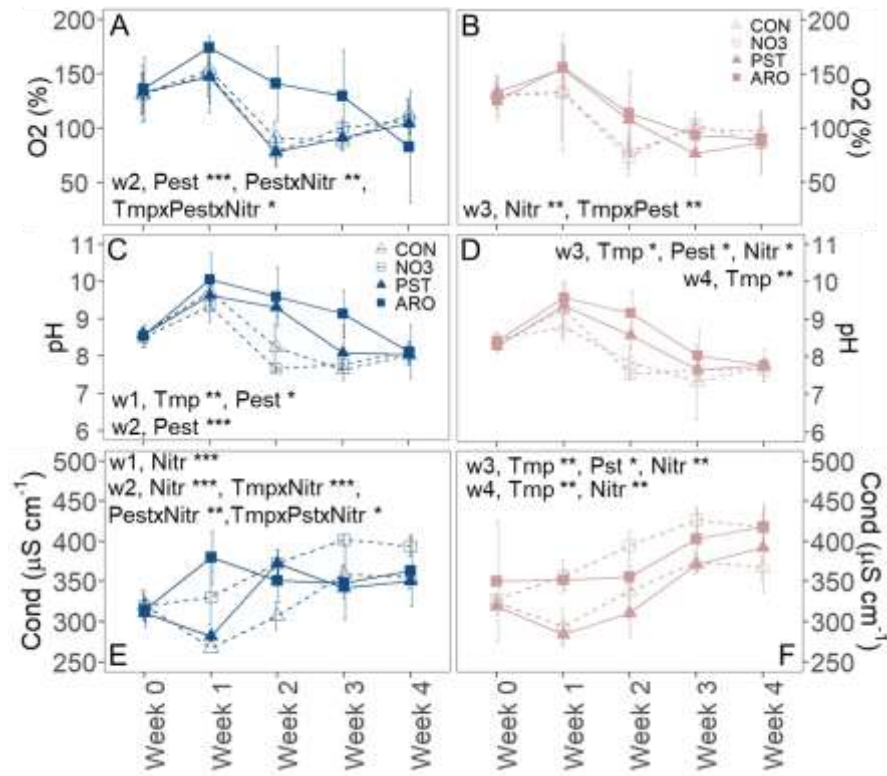 A
B
200
150
100
50
O2 (%)
CON
NO3
PST
ARO
200
150
100
50
O2 (%)
w2, Pest ***, PestxNitr **,
TmpxPestxNitr *
w3, Nitr **, TmpxPest **
C
D
11
10
9
8
7
6
pH
CON
NO3
PST
ARO
w3, Tmp *, Pest *, Nitr *
w4, Tmp **
11
10
9
8
7
6
pH
w1, Tmp **, Pest *
w2, Pest ***
500
450
400
350
300
250
Cond (µS cm⁻¹)
w1, Nitr ***
w2, Nitr ***, TmpxNitr ***,
PestxNitr **,TmpxPstxNitr *
w3, Tmp **, Pst *, Nitr **
w4, Tmp **, Nitr **
500
450
400
350
300
250
Cond (µS cm⁻¹)
E
F
Week 0
Week 1
Week 2
Week 3
Week 4
Week 0
Week 1
Week 2
Week 3
Week 4